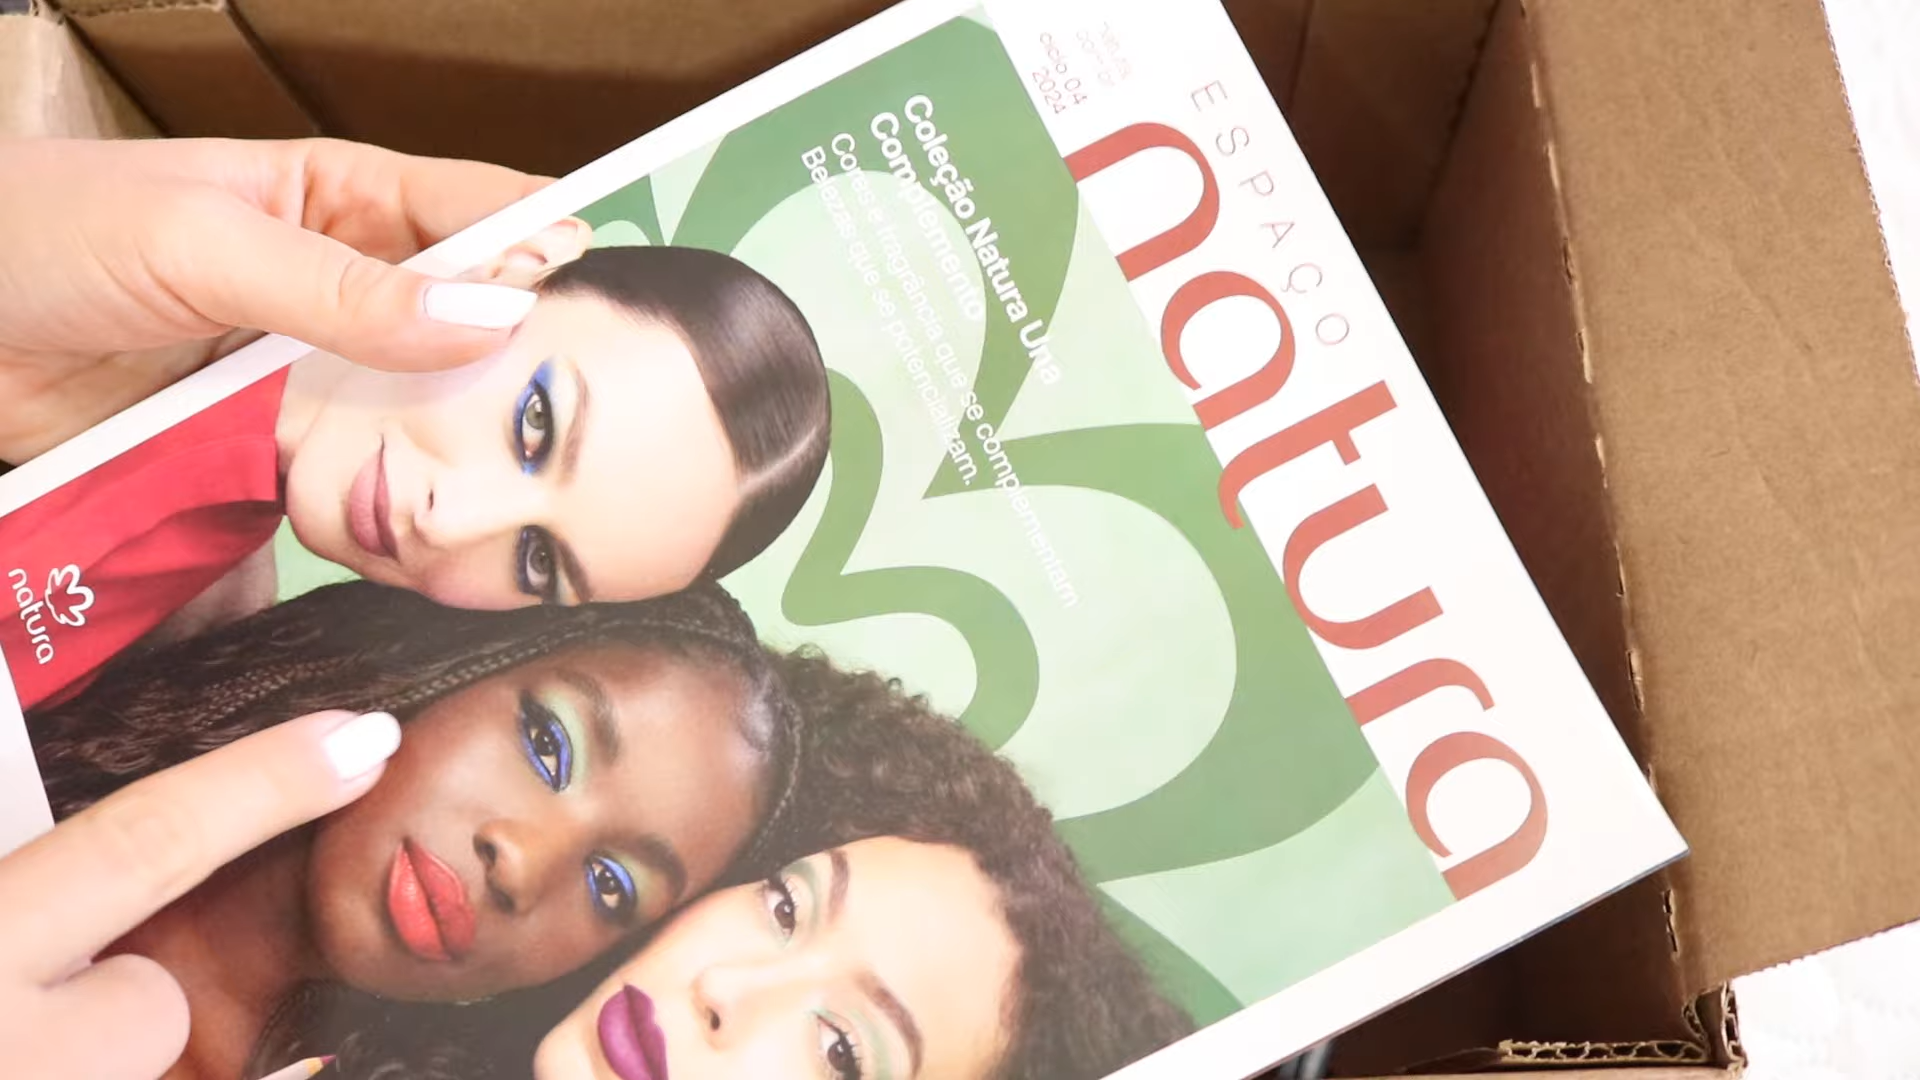 ESPAÇO
natura
ciclo 04
2024
Coleção Natura Una
Complemento
Cores e fragrância que se complementam
Belezas que se potencializam.
natura